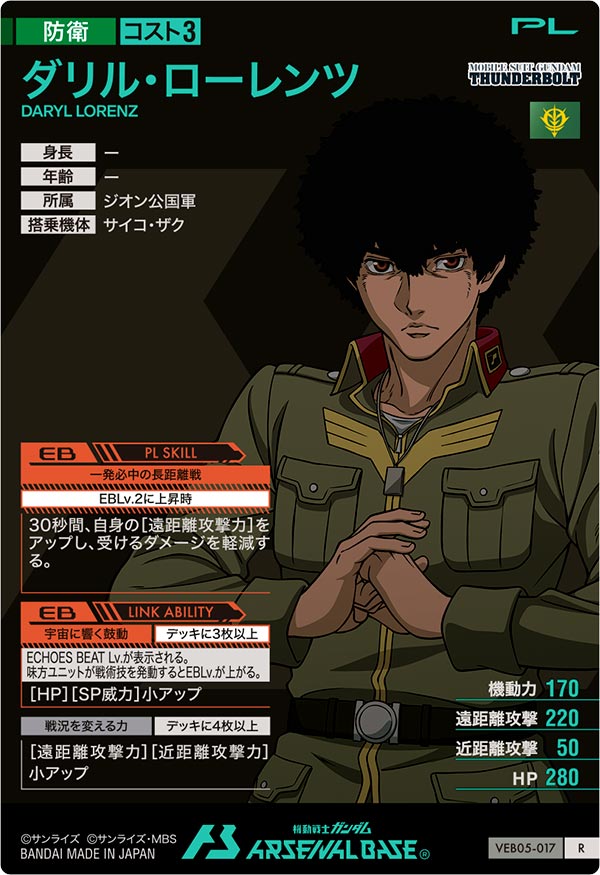 防衛 コスト3 PL
ダリル・ローレンツ
DARYL LORENZ
MOBILE SUIT GUNDAM
THUNDERBOLT
身長 ー
年齢 ー
所属 ジオン公国軍
搭乗機体 サイコ・ザク
EB PL SKILL
一発必中の長距離戦
EBLv.2に上昇時
30秒間、自身の[遠距離攻撃力]を
アップし、受けるダメージを軽減す
る。
EB LINK ABILITY
宇宙に響く鼓動 デッキに3枚以上
ECHOES BEAT Lv.が表示される。
味方ユニットが戦術技を発動するとEBLv.が上がる。
[HP][SP威力]小アップ
戦況を変える力 デッキに4枚以上
[遠距離攻撃力][近距離攻撃力]
小アップ
機動力 170
遠距離攻撃 220
近距離攻撃 50
HP 280
©サンライズ ©サンライズ・MBS
BANDAI MADE IN JAPAN
機動戦士ガンダム
ARSENAL BASE®
VEB05-017 R